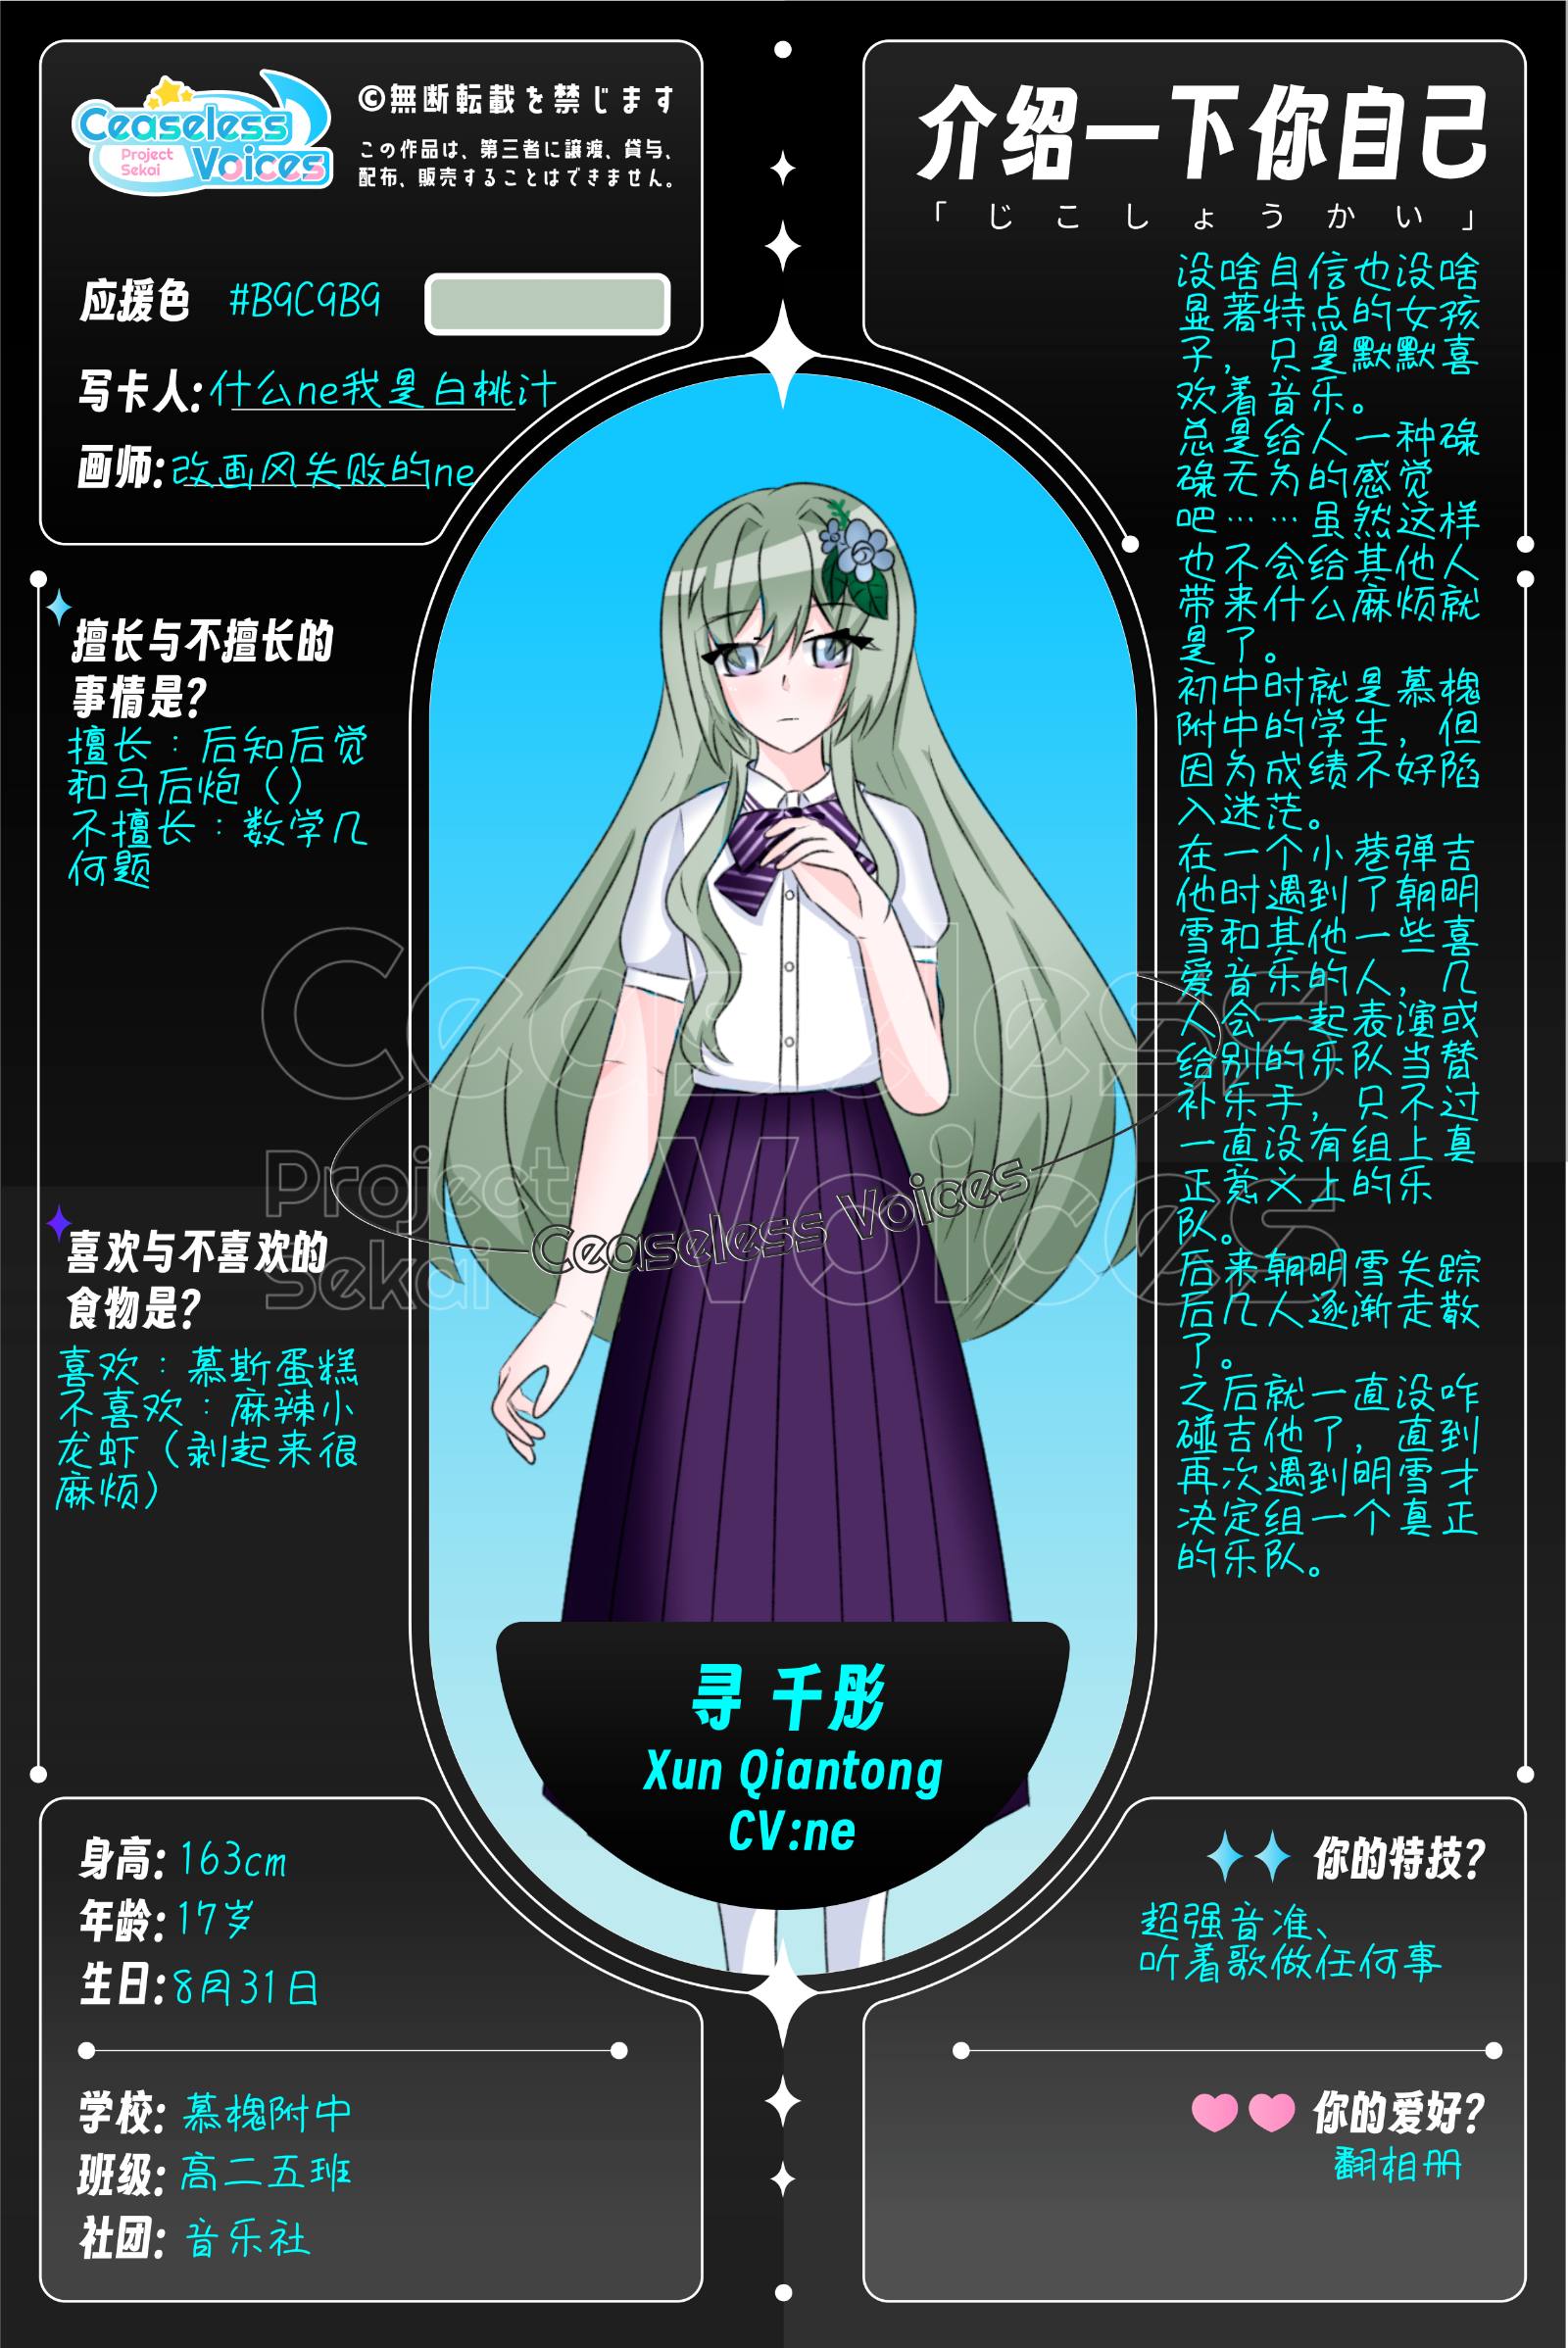 Ceaseless
Voices
Project
Sekai
©無断転載を禁じます
この作品は、第三者に譲渡、貸与、
配布、販売することはできません。
应援色 #B9C9B9
写卡人:什么ne我是白桃汁
画师:改画风失败的ne
介绍一下你自己
「じこしょうかい」
没啥自信也没啥
显著特点的女孩
子，只是默默喜
欢着音乐。
总是给人一种碌
碌无为的感觉
吧……虽然这样
也不会给其他人
带来什么麻烦就
是了。
初中时就是慕槐
附中的学生，但
因为成绩不好陷
入迷茫。
在一个小巷弹吉
他时遇到了朝明
雪和其他一些喜
爱音乐的人，几
人会一起表演或
给别的乐队当替
补乐手，只不过
一直没有组上真
正意义上的乐
队。
后来朝明雪失踪
后几人逐渐走散
了。
之后就一直没咋
碰吉他了，直到
再次遇到明雪才
决定组一个真正
的乐队。
擅长与不擅长的
事情是?
擅长：后知后觉
和马后炮（）
不擅长：数学几
何题
喜欢与不喜欢的
食物是?
喜欢：慕斯蛋糕
不喜欢：麻辣小
龙虾（剥起来很
麻烦）
Ceaseless
Project
Sekai
Voices
Ceaseless Voices
寻 千彤
Xun Qiantong
CV:ne
身高: 163cm
年龄: 17岁
生日: 8月31日
学校: 慕槐附中
班级: 高二五班
社团: 音乐社
你的特技?
超强音准、
听着歌做任何事
你的爱好?
翻相册